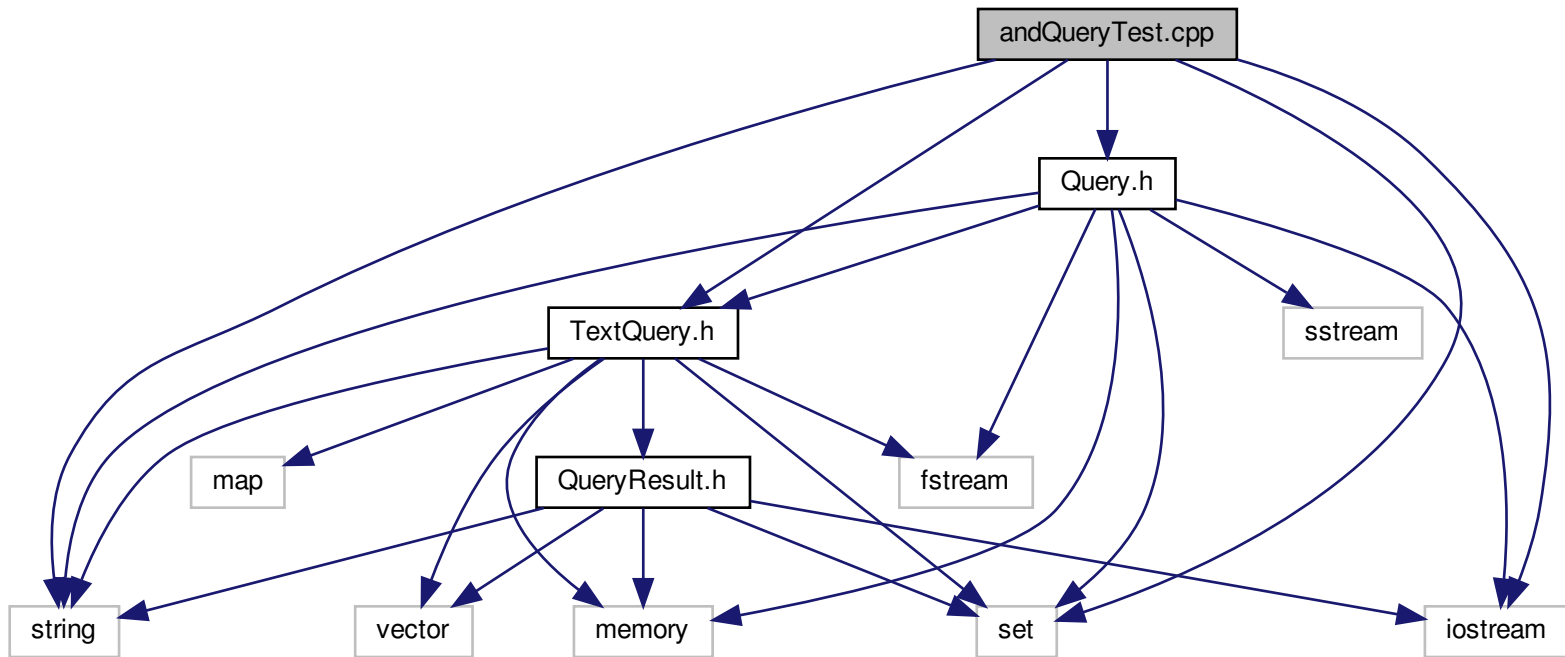 andQueryTest.cpp
Query.h
TextQuery.h
sstream
map
QueryResult.h
fstream
string
vector
memory
set
iostream